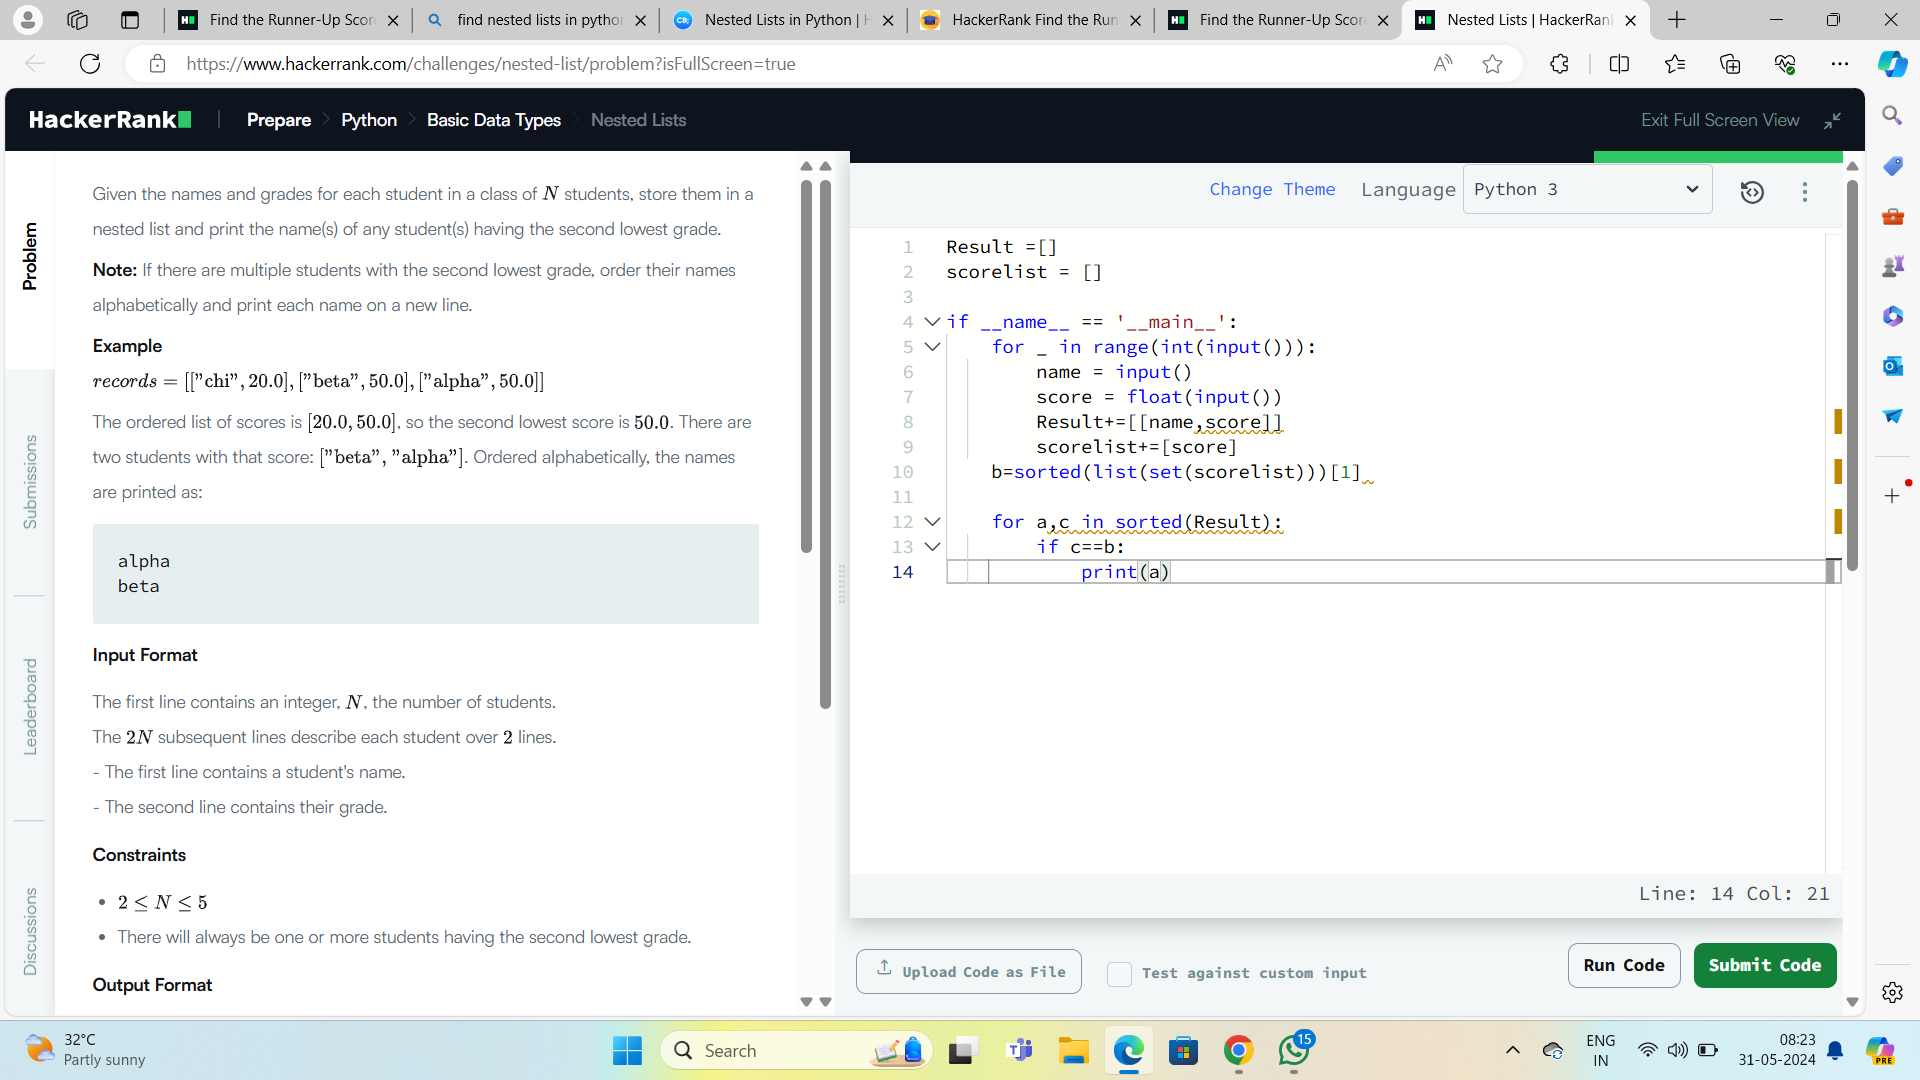 Find the Runner-Up Scor
find nested lists in pythor
Nested Lists in Python | H
HackerRank Find the Run
Find the Runner-Up Scor
Nested Lists | HackerRank
https://www.hackerrank.com/challenges/nested-list/problem?isFullScreen=true
HackerRank
Prepare
Python
Basic Data Types
Nested Lists
Exit Full Screen View
Problem
Submissions
Leaderboard
Discussions
Given the names and grades for each student in a class of N students, store them in a
nested list and print the name(s) of any student(s) having the second lowest grade.
Note: If there are multiple students with the second lowest grade, order their names
alphabetically and print each name on a new line.
Example
records = [["chi", 20.0], ["beta", 50.0], ["alpha", 50.0]]
The ordered list of scores is [20.0, 50.0], so the second lowest score is 50.0. There are
two students with that score: ["beta", "alpha"]. Ordered alphabetically, the names
are printed as:
alpha
beta
Input Format
The first line contains an integer, N, the number of students.
The 2N subsequent lines describe each student over 2 lines.
- The first line contains a student's name.
- The second line contains their grade.
Constraints
• 2 ≤ N ≤ 5
• There will always be one or more students having the second lowest grade.
Output Format
Change Theme Language Python 3
1 Result =[]
2 scorelist = []
3
4 if __name__ == '__main__':
5 for _ in range(int(input())):
6 name = input()
7 score = float(input())
8 Result+=[[name,score]]
9 scorelist+=[score]
10 b=sorted(list(set(scorelist)))[1]
11
12 for a,c in sorted(Result):
13 if c==b:
14 print(a)
Line: 14 Col: 21
Upload Code as File
Test against custom input
Run Code
Submit Code
32°C
Partly sunny
Search
15
ENG
IN
08:23
31-05-2024
PRE